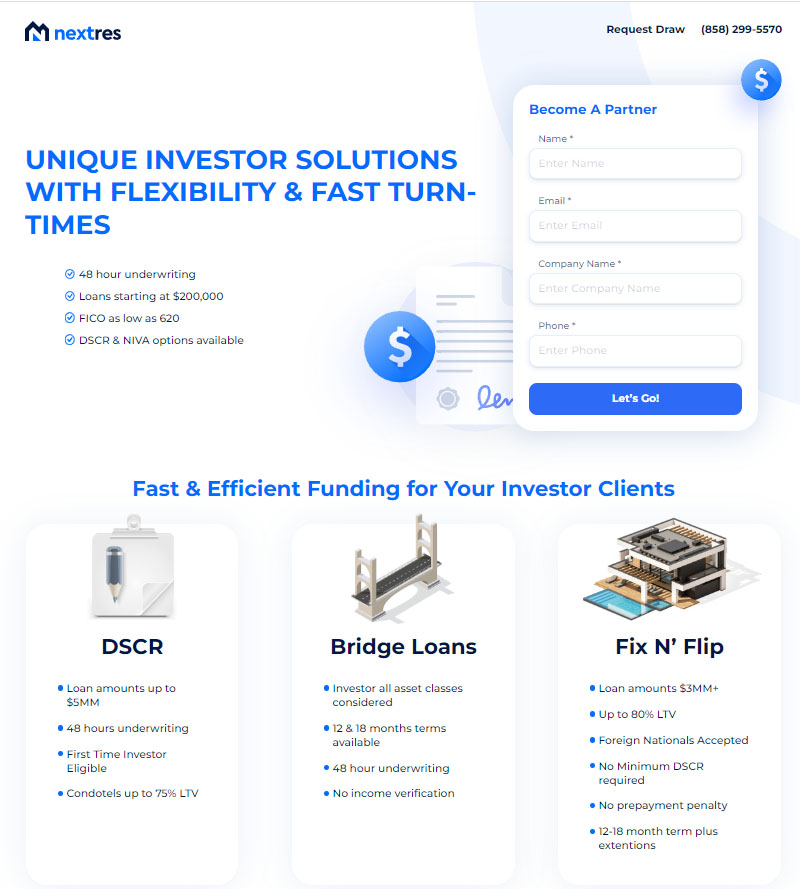 nextres
Request Draw
(858) 299-5570
UNIQUE INVESTOR SOLUTIONS
WITH FLEXIBILITY & FAST TURN-
TIMES
48 hour underwriting
Loans starting at $200,000
FICO as low as 620
DSCR & NIVA options available
$
$
Become A Partner
Name *
Enter Name
Email *
Enter Email
Company Name *
Enter Company Name
Phone *
Enter Phone
Let's Go!
Fast & Efficient Funding for Your Investor Clients
DSCR
Loan amounts up to
$5MM
48 hours underwriting
First Time Investor
Eligible
Condotels up to 75% LTV
Bridge Loans
Investor all asset classes
considered
12 & 18 months terms
available
48 hour underwriting
No income verification
Fix N’ Flip
Loan amounts $3MM+
Up to 80% LTV
Foreign Nationals Accepted
No Minimum DSCR
required
No prepayment penalty
12-18 month term plus
extentions